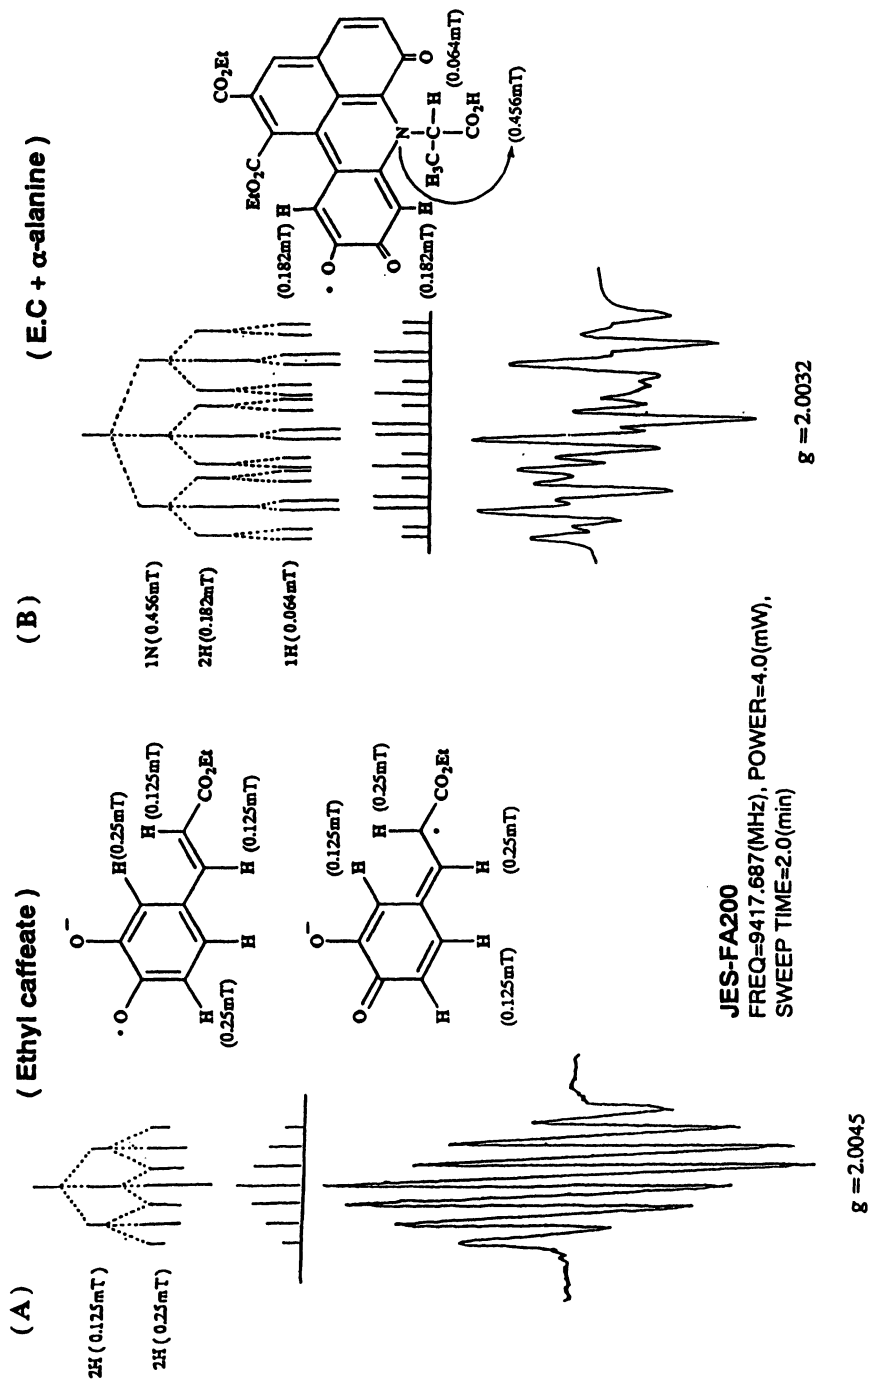 ( A )
( Ethyl caffeate )
2H ( 0.125mT )
2H ( 0.25mT )
g = 2.0045
• O
O⁻
H (0.25mT)
H (0.125mT)
CO₂Et
H
(0.125mT)
H
H
(0.25mT)
O
O⁻
H
(0.125mT)
H (0.25mT)
CO₂Et
H
(0.25mT)
H
H
(0.125mT)
JES-FA200
FREQ=9417.687(MHz), POWER=4.0(mW),
SWEEP TIME=2.0(min)
( B )
( E.C + α-alanine )
1N ( 0.456mT )
2H (0.182mT)
1H ( 0.064mT )
g = 2.0032
EtO₂C
CO₂Et
(0.182mT) H
• O
O
(0.182mT)
H
N
O
H₃C – C – H
(0.064mT)
CO₂H
(0.456mT)